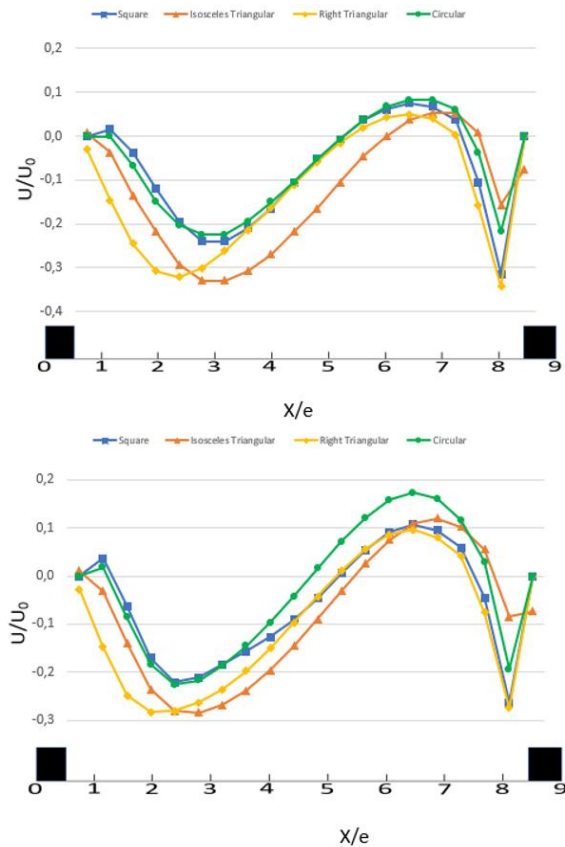 Square Isosceles Triangular Right Triangular Circular
0,2
0,1
0,0
-0,1
-0,2
-0,3
-0,4
U/U0
0 1 2 3 4 5 6 7 8 9
X/e
Square Isosceles Triangular Right Triangular Circular
0,2
0,1
0,0
-0,1
-0,2
-0,3
U/U0
0 1 2 3 4 5 6 7 8 9
X/e